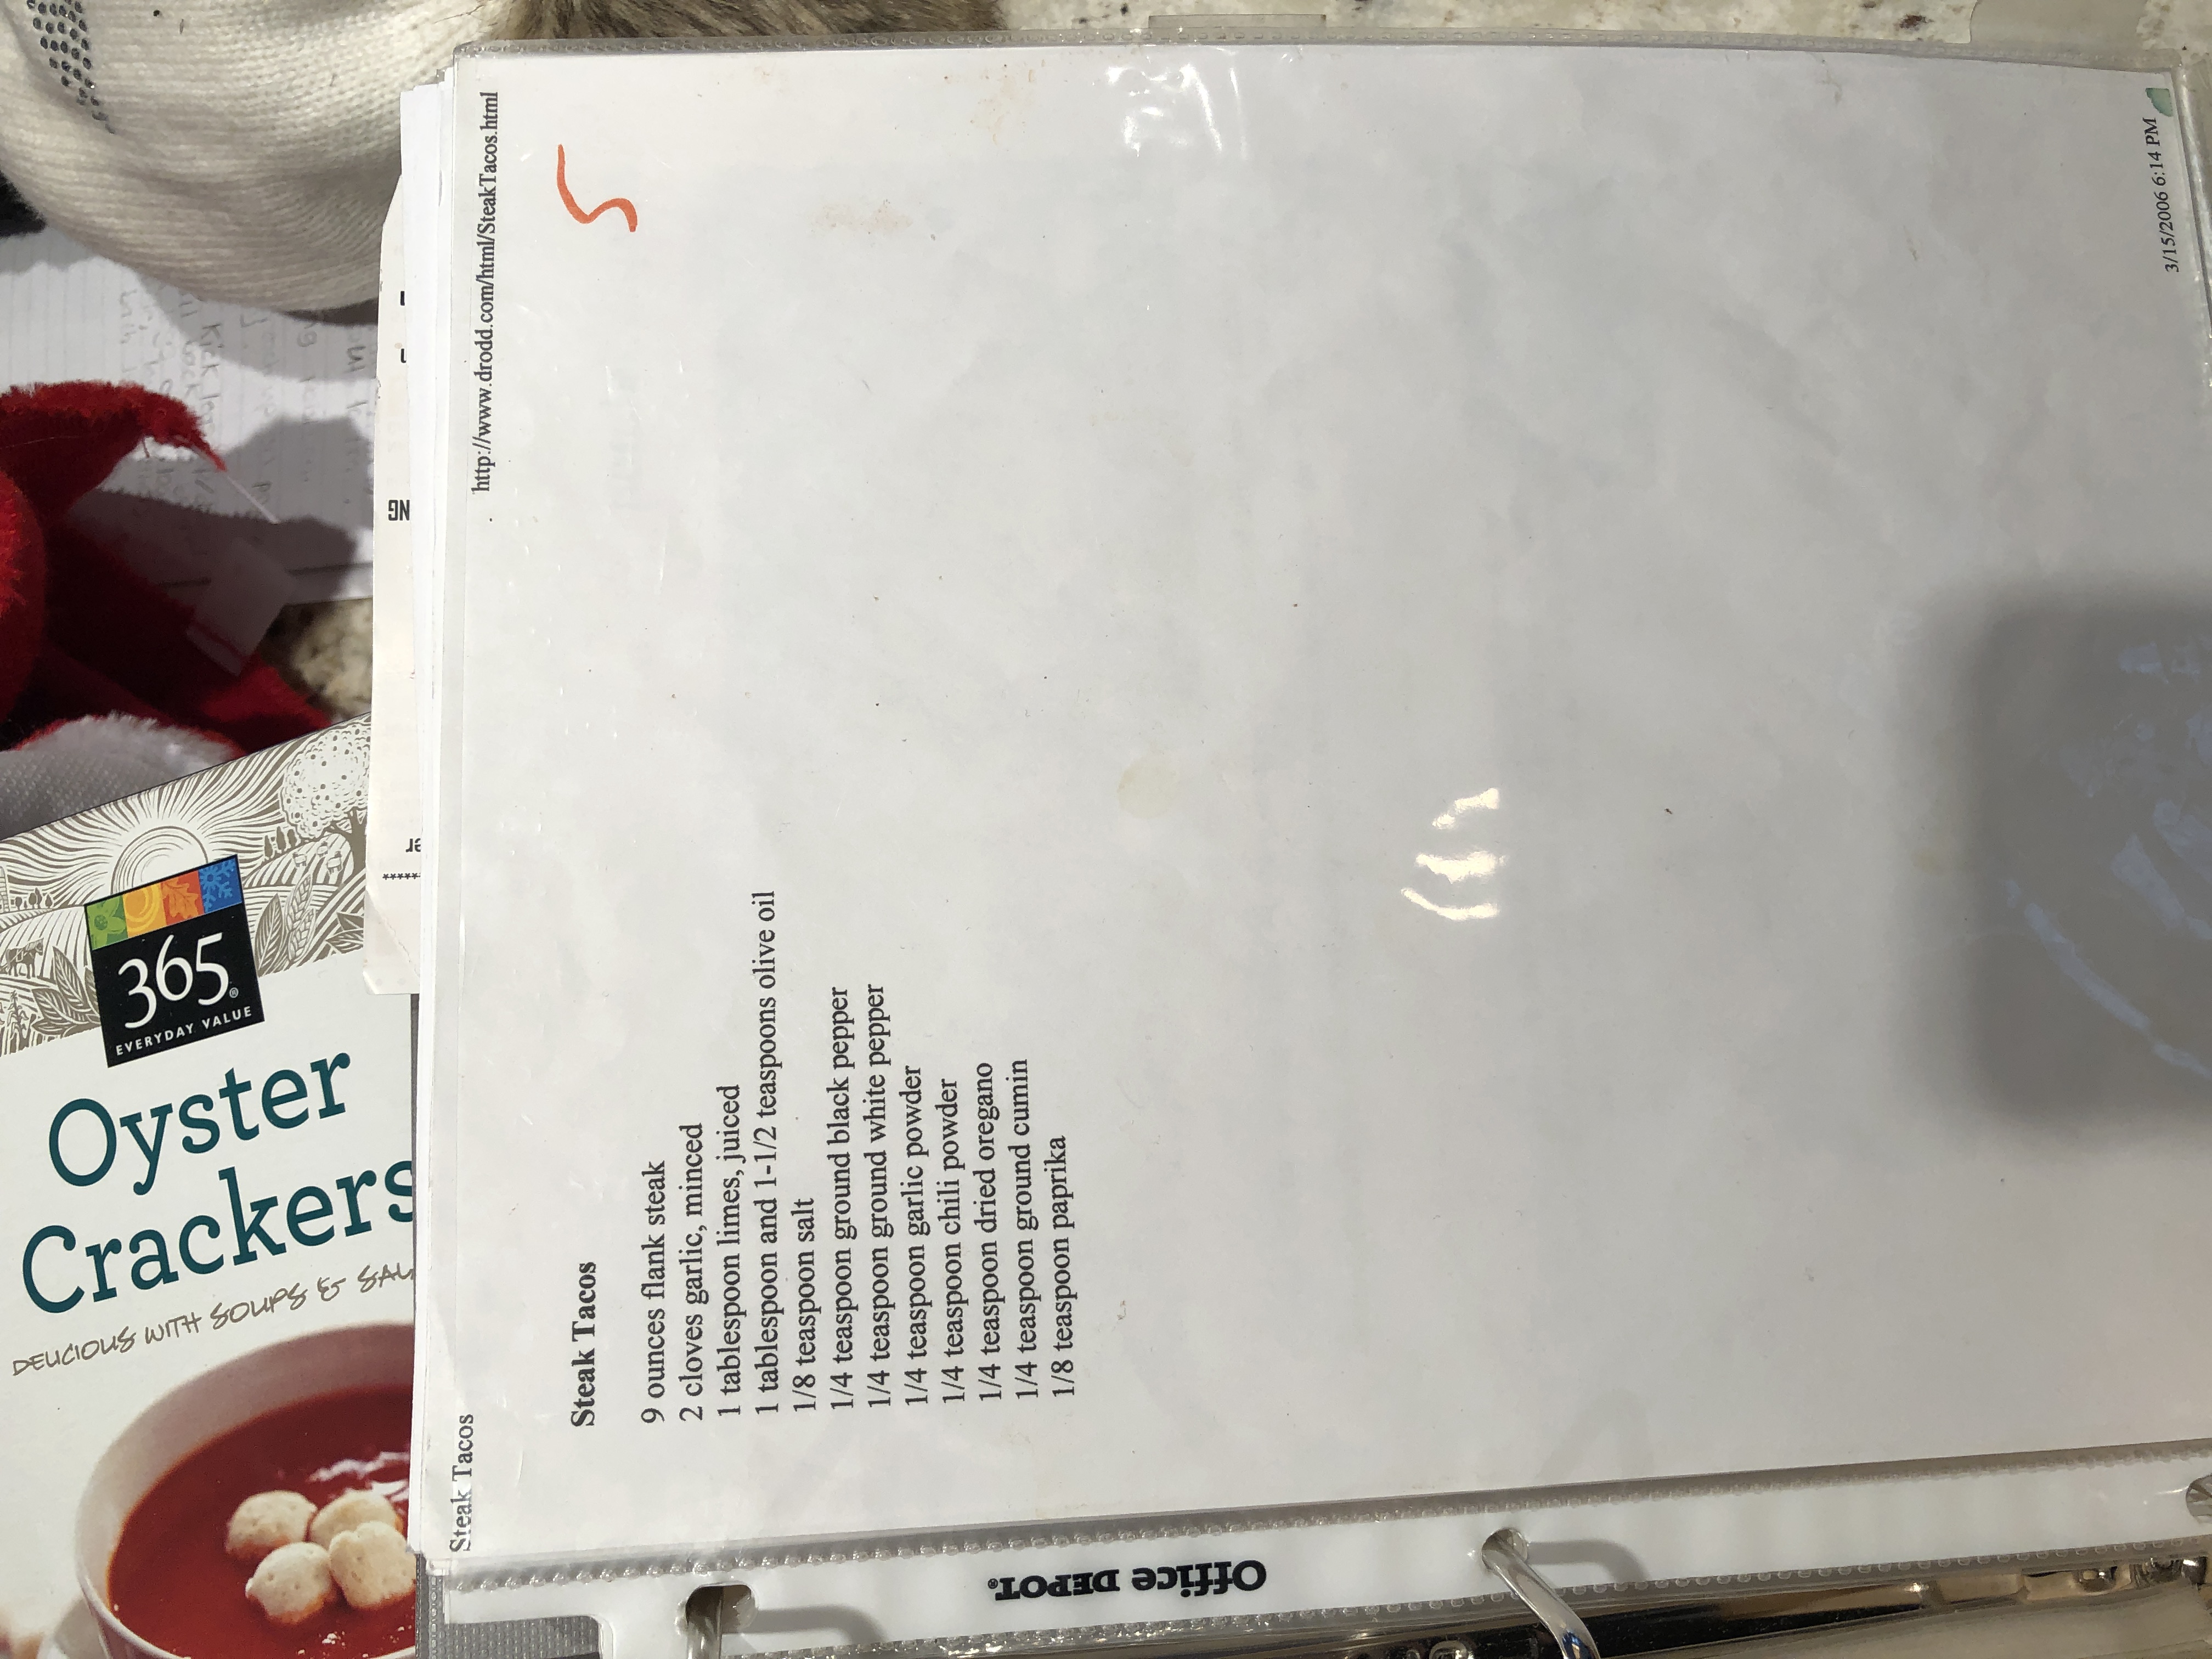 Steak Tacos
http://www.drodd.com/html/SteakTacos.html
5
Steak Tacos
9 ounces flank steak
2 cloves garlic, minced
1 tablespoon limes, juiced
1 tablespoon and 1-1/2 teaspoons olive oil
1/8 teaspoon salt
1/4 teaspoon ground black pepper
1/4 teaspoon ground white pepper
1/4 teaspoon garlic powder
1/4 teaspoon chili powder
1/4 teaspoon dried oregano
1/4 teaspoon ground cumin
1/8 teaspoon paprika
3/15/2006 6:14 PM
Office DEPOT®
365®
EVERYDAY VALUE
Oyster
Crackers
DELICIOUS WITH SOUPS &
NG
er
*****